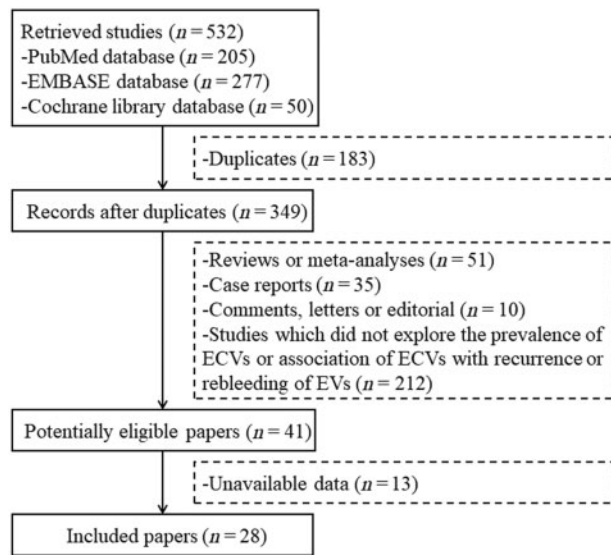 Retrieved studies (n = 532)
-PubMed database (n = 205)
-EMBASE database (n = 277)
-Cochrane library database (n = 50)
-Duplicates (n = 183)
Records after duplicates (n = 349)
-Reviews or meta-analyses (n = 51)
-Case reports (n = 35)
-Comments, letters or editorial (n = 10)
-Studies which did not explore the prevalence of
ECVs or association of ECVs with recurrence or
rebleeding of EVs (n = 212)
Potentially eligible papers (n = 41)
-Unavailable data (n = 13)
Included papers (n = 28)